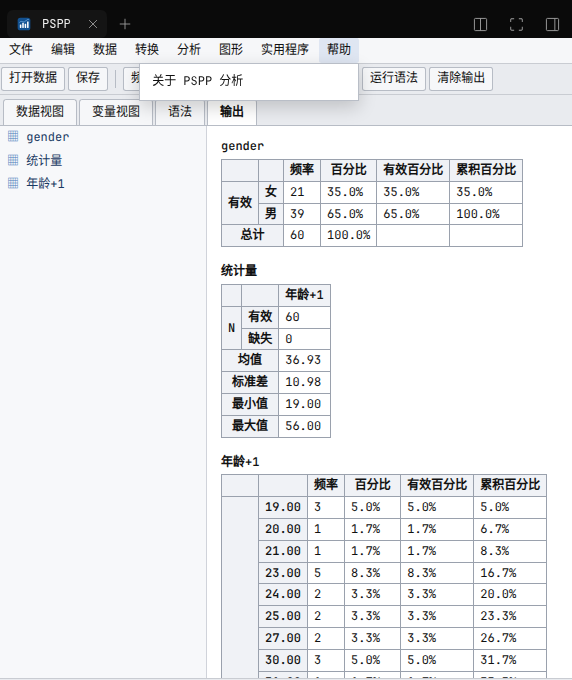 PSPP
文件 编辑 数据 转换 分析 图形 实用程序 帮助
打开数据 保存 运行语法 清除输出
关于 PSPP 分析
数据视图 变量视图 语法 输出
gender
统计量
年龄+1
gender
频率 百分比 有效百分比 累积百分比
有效 女 21 35.0% 35.0% 35.0%
男 39 65.0% 65.0% 100.0%
总计 60 100.0%
统计量
年龄+1
N 有效 60
缺失 0
均值 36.93
标准差 10.98
最小值 19.00
最大值 56.00
年龄+1
频率 百分比 有效百分比 累积百分比
19.00 3 5.0% 5.0% 5.0%
20.00 1 1.7% 1.7% 6.7%
21.00 1 1.7% 1.7% 8.3%
23.00 5 8.3% 8.3% 16.7%
24.00 2 3.3% 3.3% 20.0%
25.00 2 3.3% 3.3% 23.3%
27.00 2 3.3% 3.3% 26.7%
30.00 3 5.0% 5.0% 31.7%